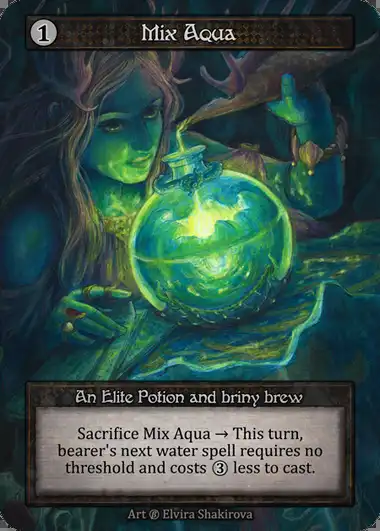 1
Mix Aqua
An Elite Potion and briny brew
Sacrifice Mix Aqua → This turn,
bearer's next water spell requires no
threshold and costs ③ less to cast.
Art @ Elvira Shakirova